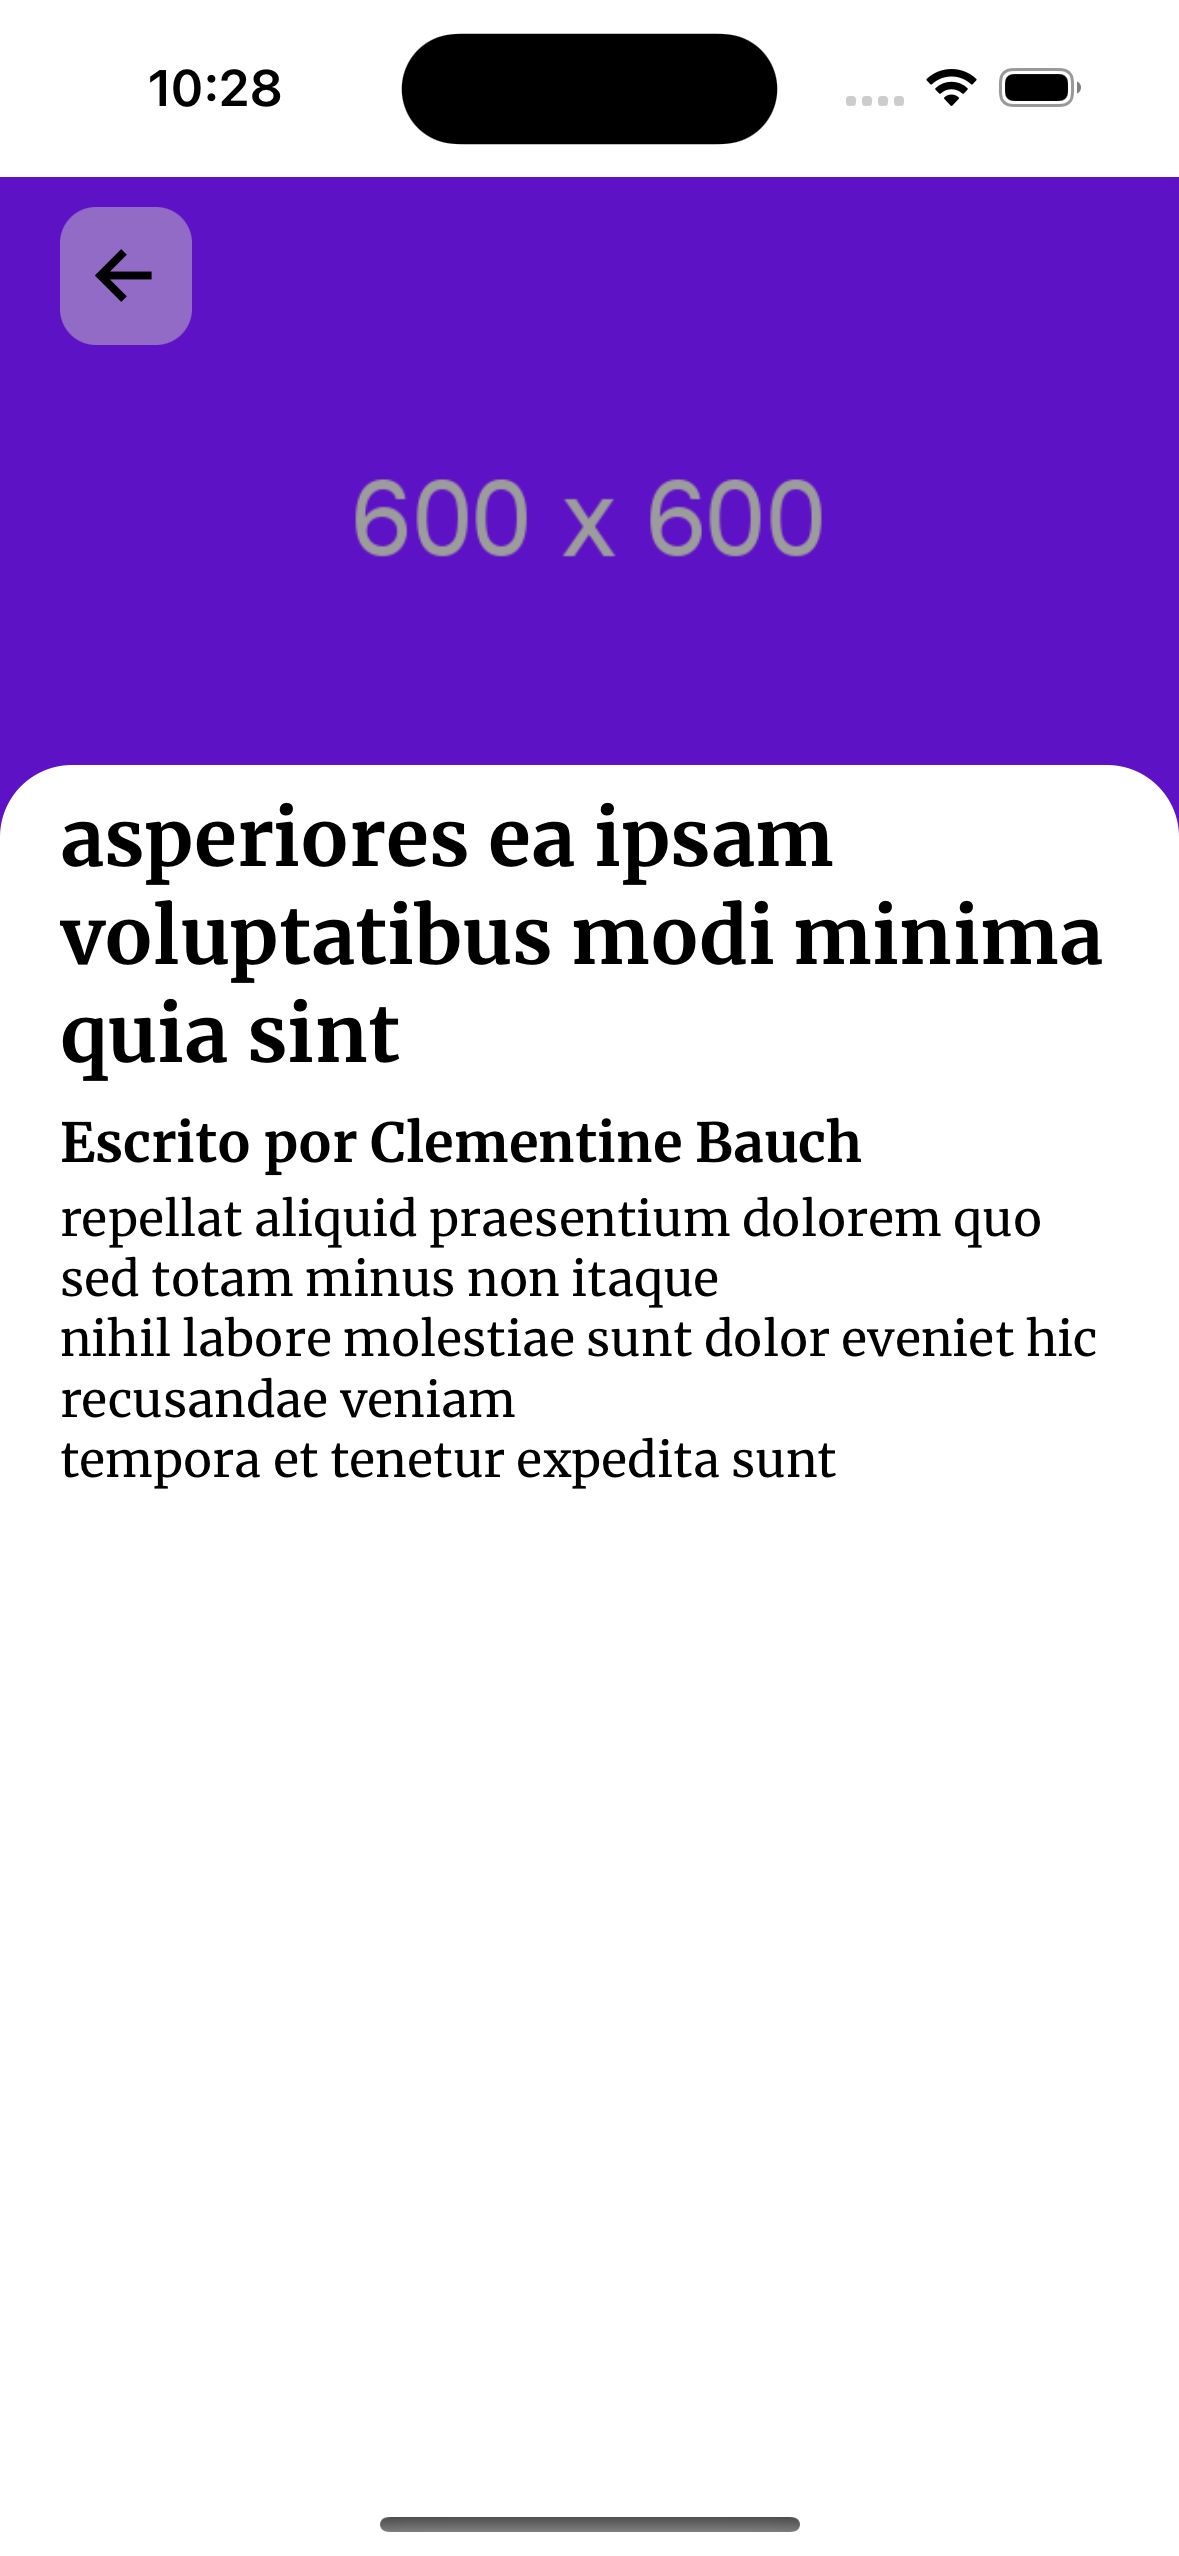 10:28
600 x 600
asperiores ea ipsam
voluptatibus modi minima
quia sint
Escrito por Clementine Bauch
repellat aliquid praesentium dolorem quo
sed totam minus non itaque
nihil labore molestiae sunt dolor eveniet hic
recusandae veniam
tempora et tenetur expedita sunt